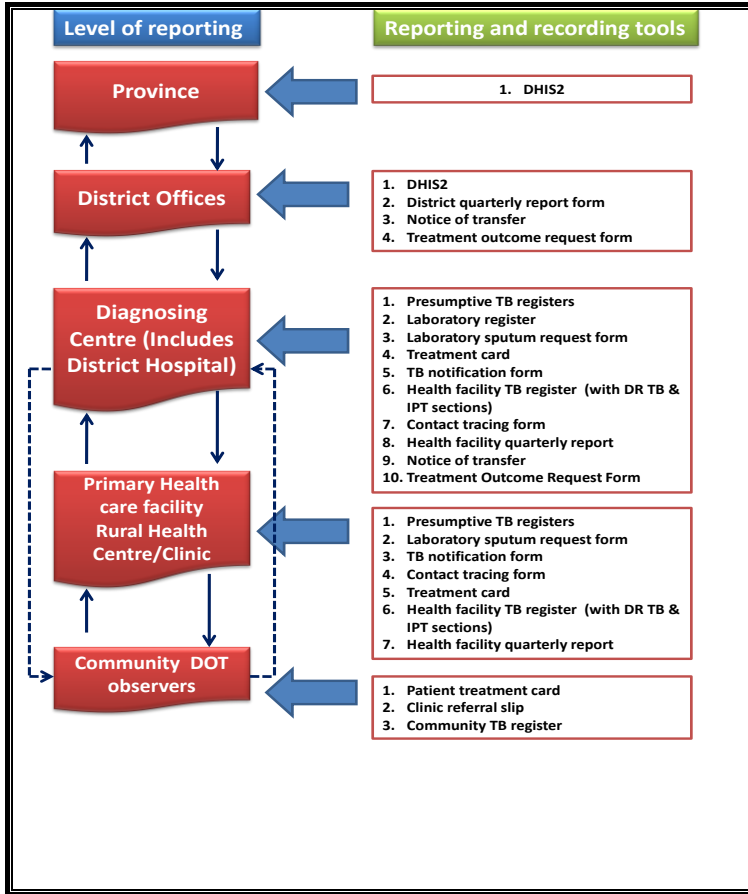 Level of reporting
Reporting and recording tools
Province
1. DHIS2
District Offices
1. DHIS2
2. District quarterly report form
3. Notice of transfer
4. Treatment outcome request form
Diagnosing
Centre (Includes
District Hospital)
1. Presumptive TB registers
2. Laboratory register
3. Laboratory sputum request form
4. Treatment card
5. TB notification form
6. Health facility TB register (with DR TB &
IPT sections)
7. Contact tracing form
8. Health facility quarterly report
9. Notice of transfer
10. Treatment Outcome Request Form
Primary Health
care facility
Rural Health
Centre/Clinic
1. Presumptive TB registers
2. Laboratory sputum request form
3. TB notification form
4. Contact tracing form
5. Treatment card
6. Health facility TB register (with DR TB &
IPT sections)
7. Health facility quarterly report
Community DOT
observers
1. Patient treatment card
2. Clinic referral slip
3. Community TB register